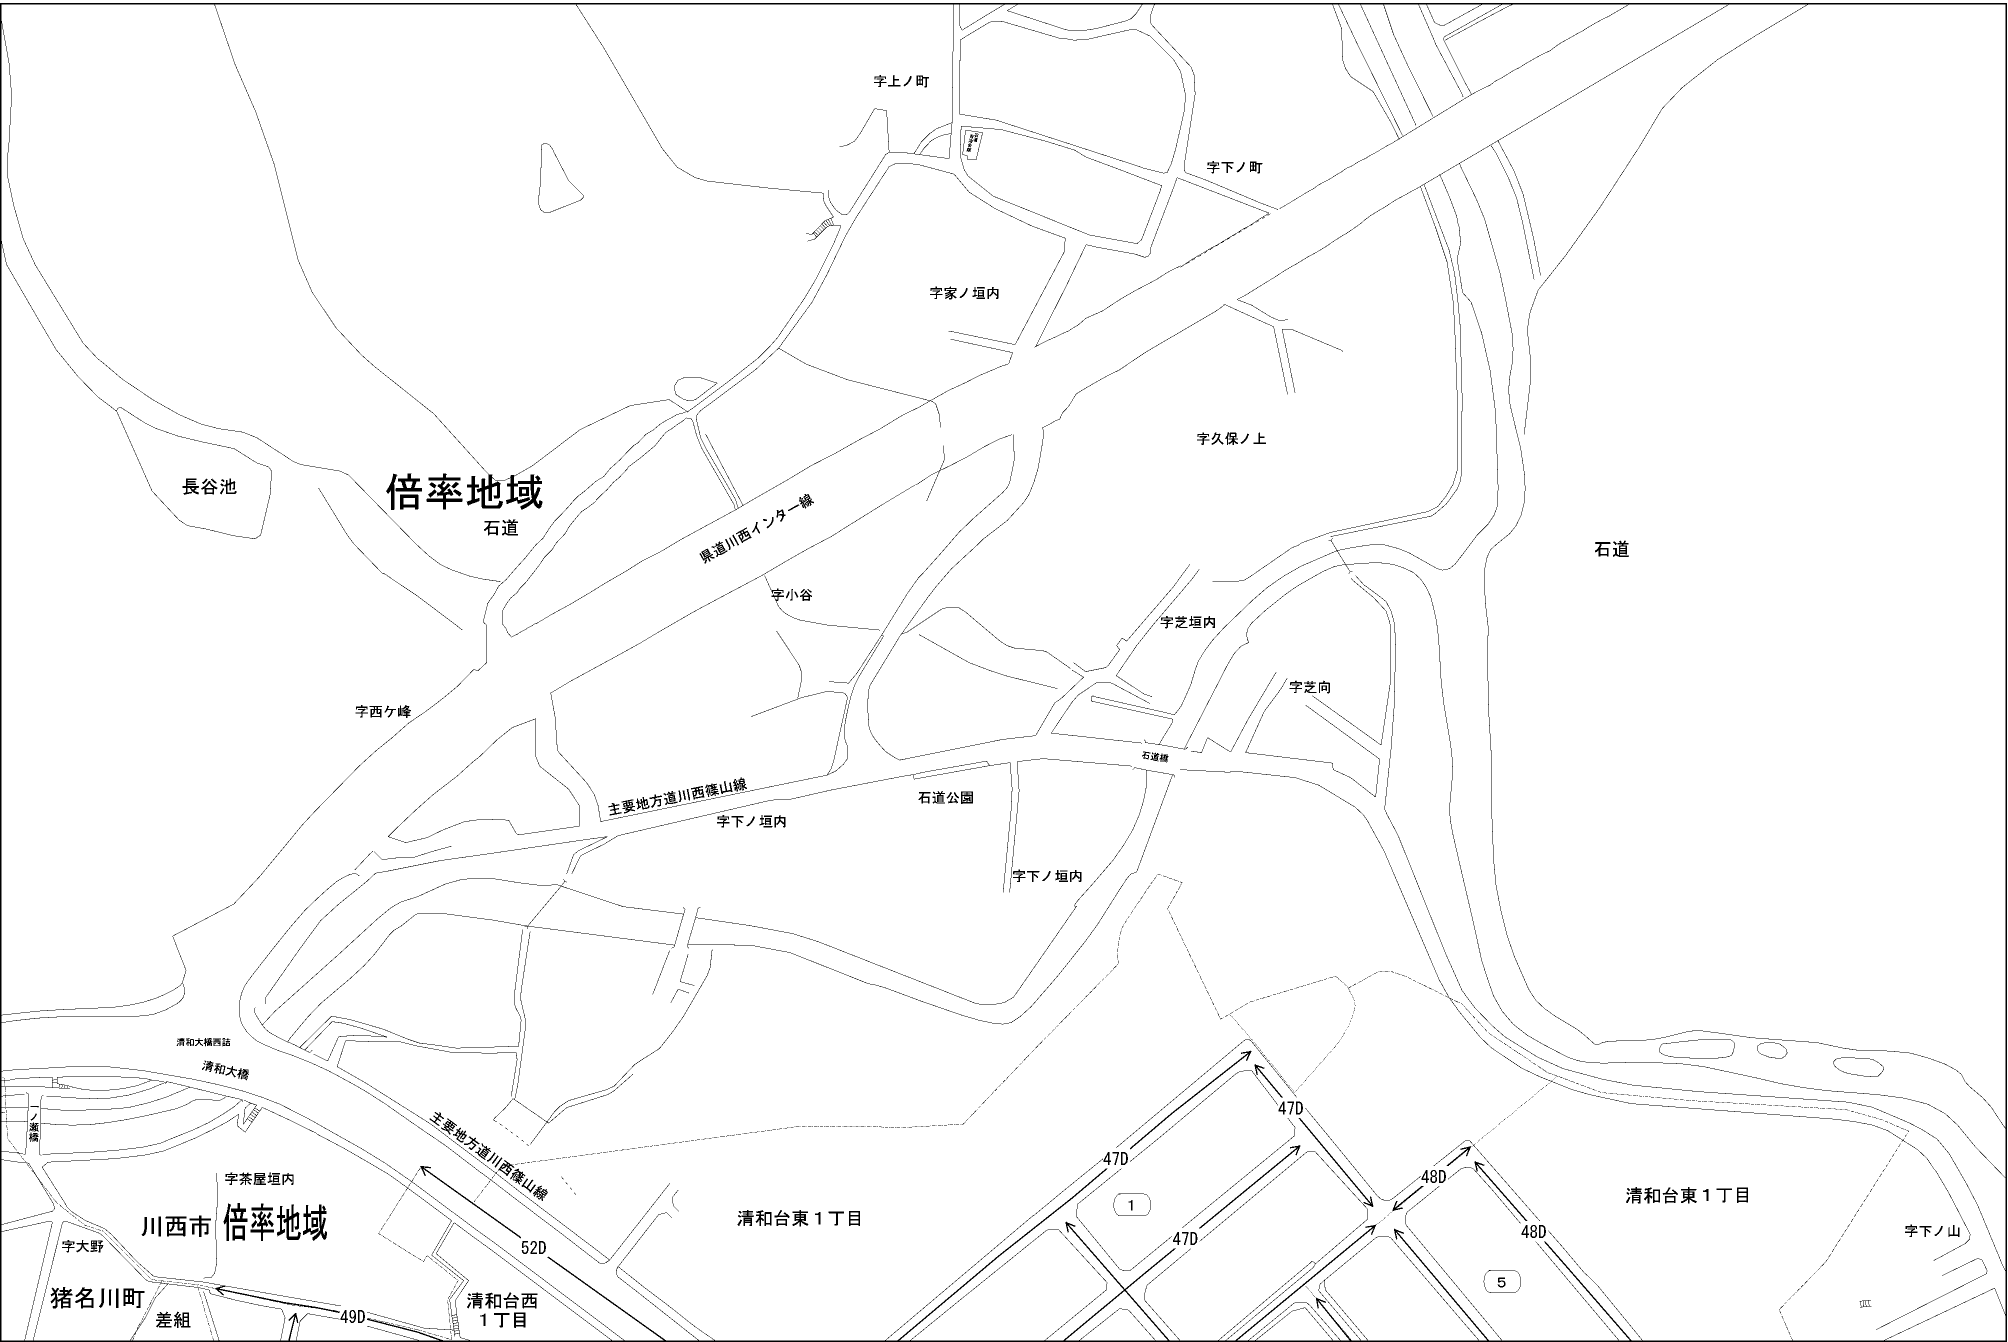 字上ノ町
字下ノ町
字家ノ垣内
字久保ノ上
長谷池
倍率地域
石道
県道川西インター線
石道
字小谷
字芝垣内
字芝向
字西ケ峰
石道橋
主要地方道川西篠山線
石道公園
字下ノ垣内
字下ノ垣内
清和大橋西詰
清和大橋
一ノ瀬橋
主要地方道川西篠山線
47D
47D
48D
字茶屋垣内
川西市
倍率地域
清和台東1丁目
1
清和台東1丁目
字大野
52D
47D
48D
字下ノ山
猪名川町
差組
49D
清和台西
1丁目
5